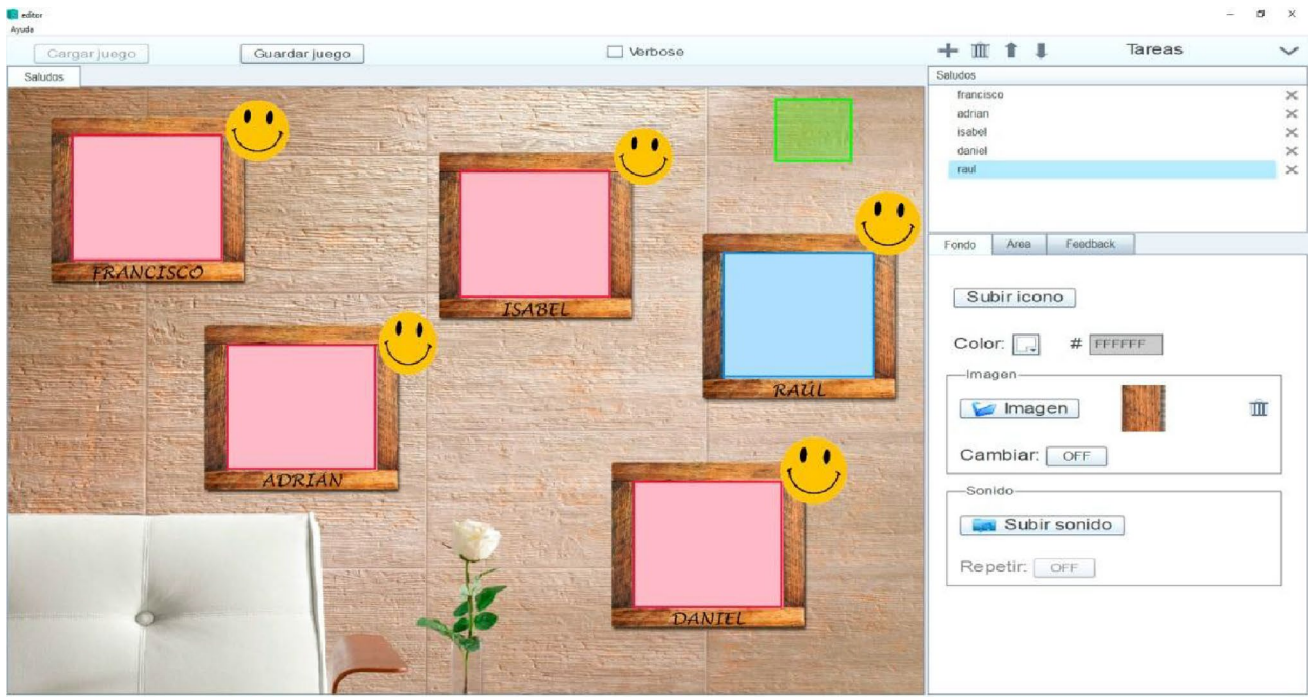 editor
Ayuda
Cargar juego
Guardar juego
Verbose
Tareas
Saludos
Saludos
francisco
adrian
isabel
daniel
raul
FRANCISCO
ISABEL
RAÚL
ADRIÁN
DANIEL
Fondo
Area
Feedback
Subir icono
Color:
# FFFFFF
Imagen
Imagen
Cambiar: OFF
Sonido
Subir sonido
Repetir: OFF